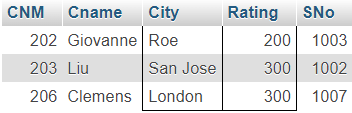 CNM Cname City Rating SNo
202 Giovanne Roe 200 1003
203 Liu San Jose 300 1002
206 Clemens London 300 1007